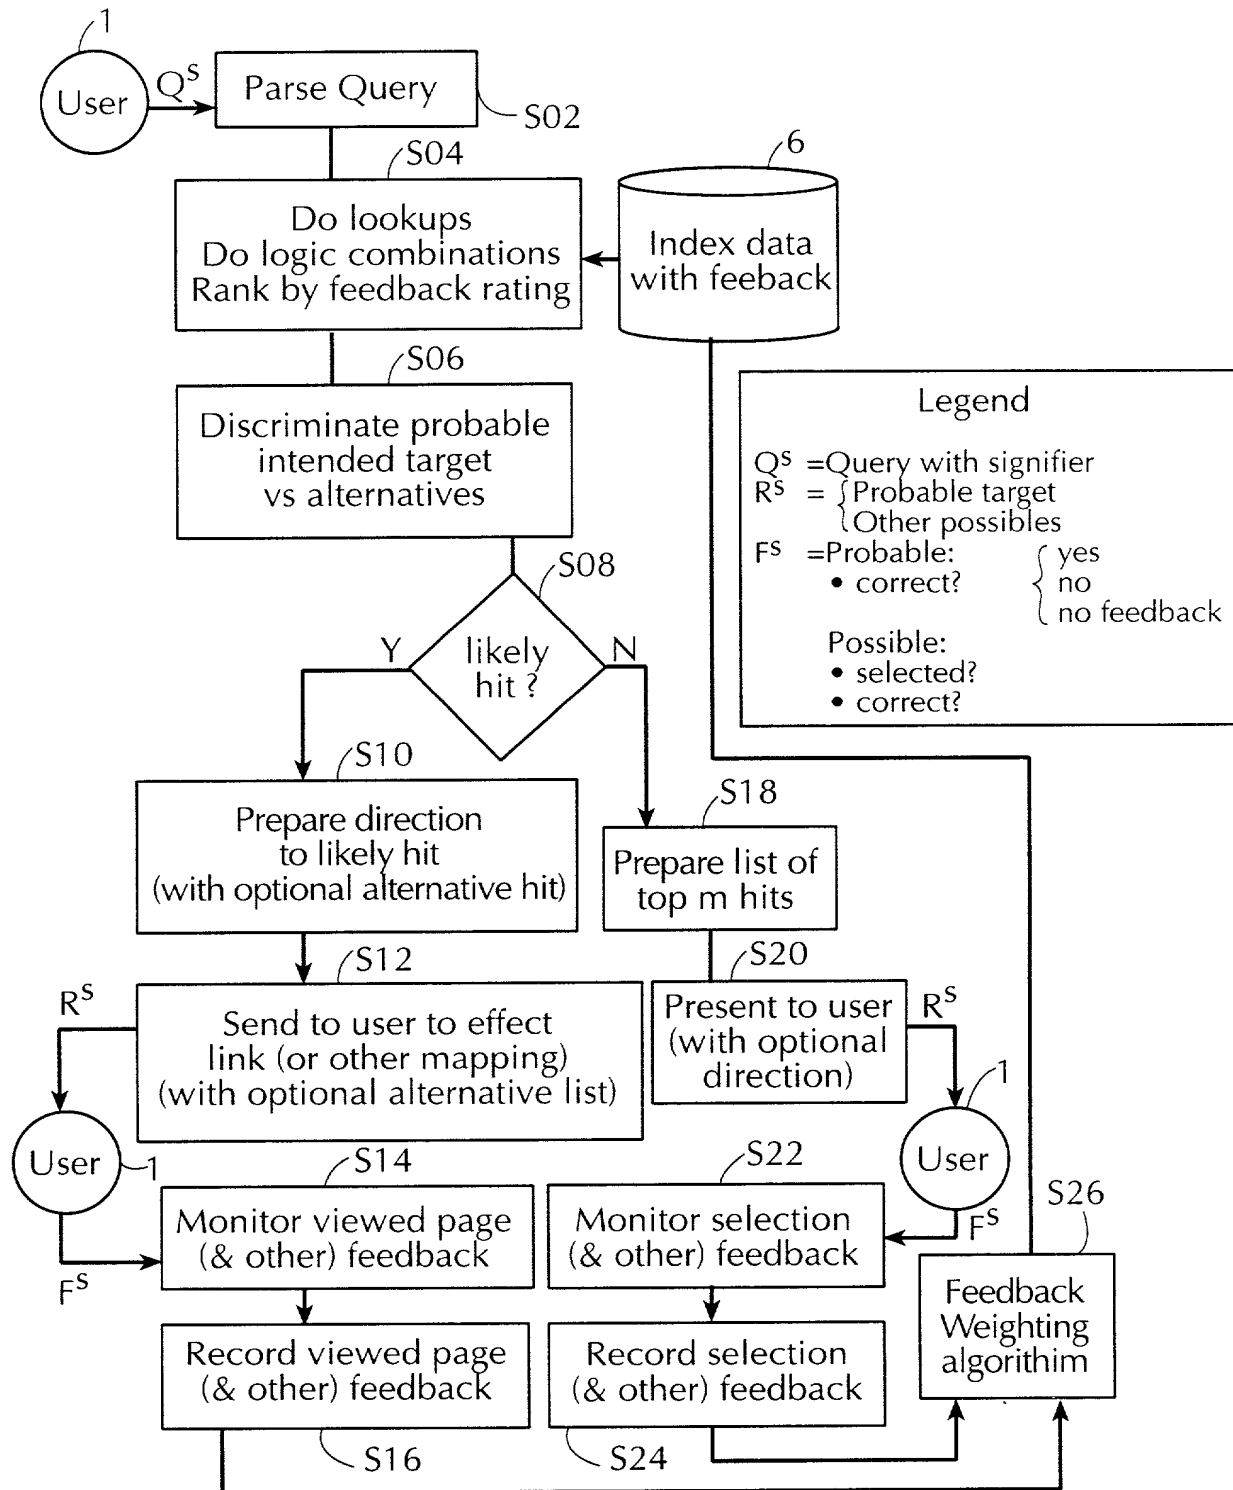 1
User
Qs
Parse Query
S02
S04
Do lookups
Do logic combinations
Rank by feedback rating
6
Index data
with feeback
S06
Discriminate probable
intended target
vs alternatives
Legend
Qs =Query with signifier
Rs = { Probable target
Other possibles
Fs =Probable:
• correct?
{ yes
no
no feedback
Possible:
• selected?
• correct?
S08
likely
hit ?
Y
N
S10
Prepare direction
to likely hit
(with optional alternative hit)
S18
Prepare list of
top m hits
S12
Send to user to effect
link (or other mapping)
(with optional alternative list)
S20
Present to user
(with optional
direction)
Rs
User
1
Fs
Rs
1
User
Fs
S14
Monitor viewed page
(& other) feedback
S22
Monitor selection
(& other) feedback
S26
Feedback
Weighting
algorithim
Record viewed page
(& other) feedback
S16
Record selection
(& other) feedback
S24